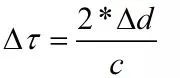 Δτ = 2*Δd / c